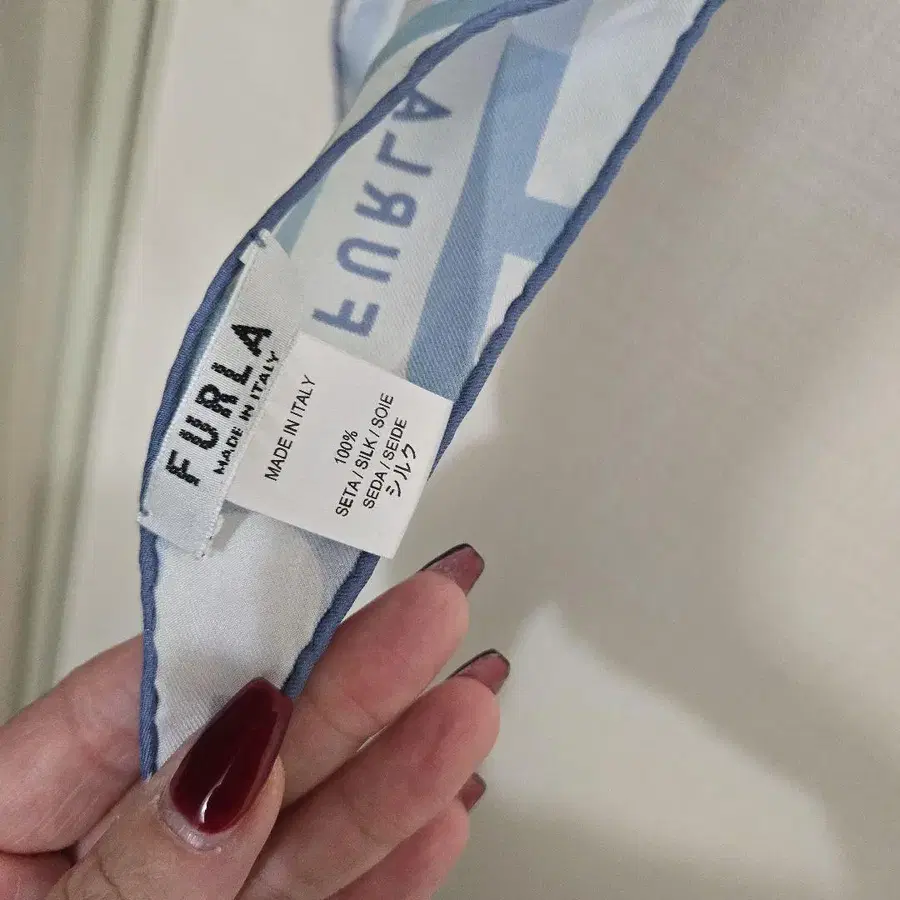 FURLA
FURLA
MADE IN ITALY
MADE IN ITALY
100%
SETA / SILK / SOIE
SEDA / SEIDE
シルク